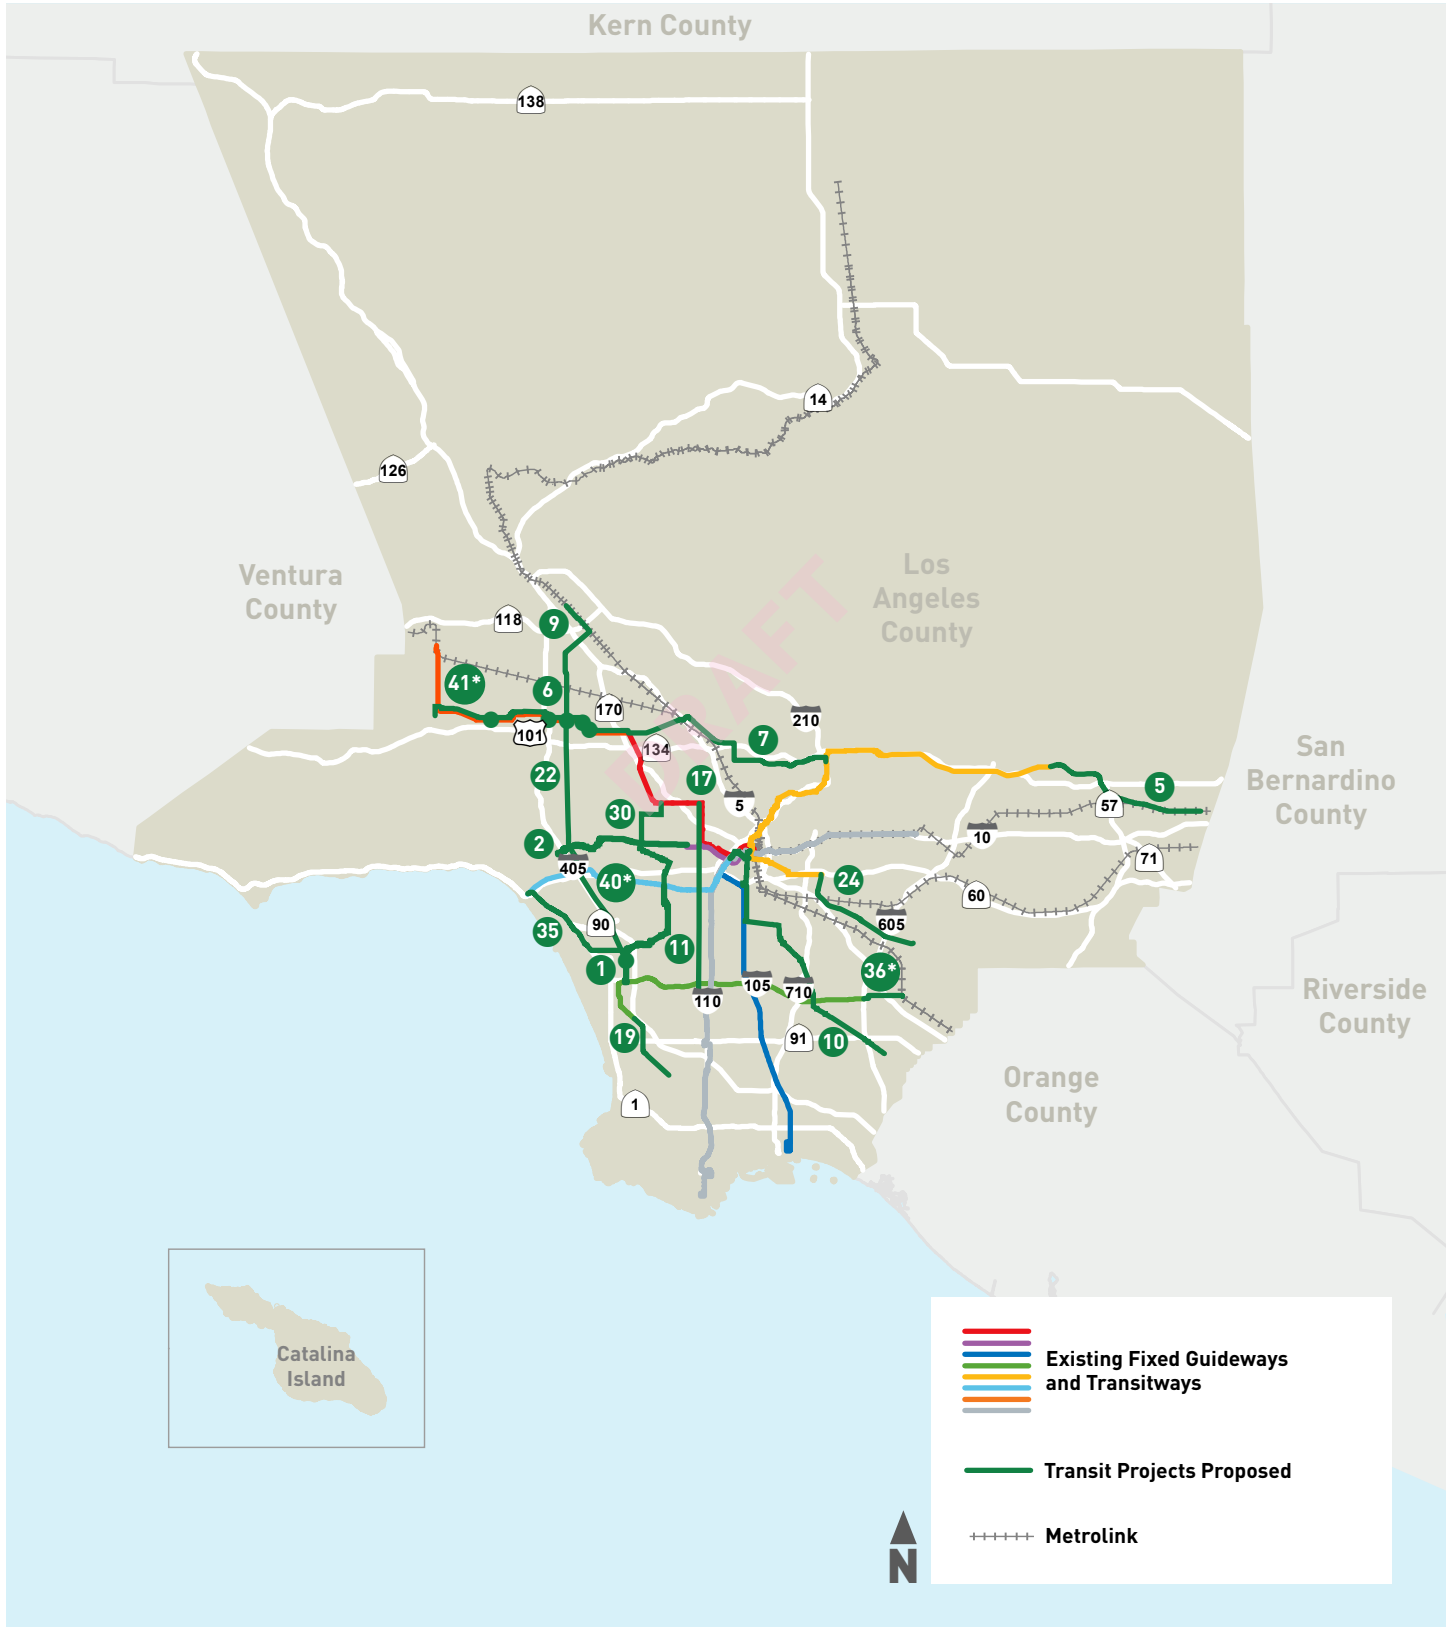 Kern County
138
14
126
Ventura
County
Los
Angeles
County
118
9
41*
6
170
101
134
7
210
DRAFT
San
Bernardino
County
22
17
5
5
57
30
10
2
71
405
40*
24
60
35
90
605
11
1
36*
105
710
110
Riverside
County
19
91
10
Orange
County
1
Catalina
Island
Existing Fixed Guideways
and Transitways
Transit Projects Proposed
Metrolink
N